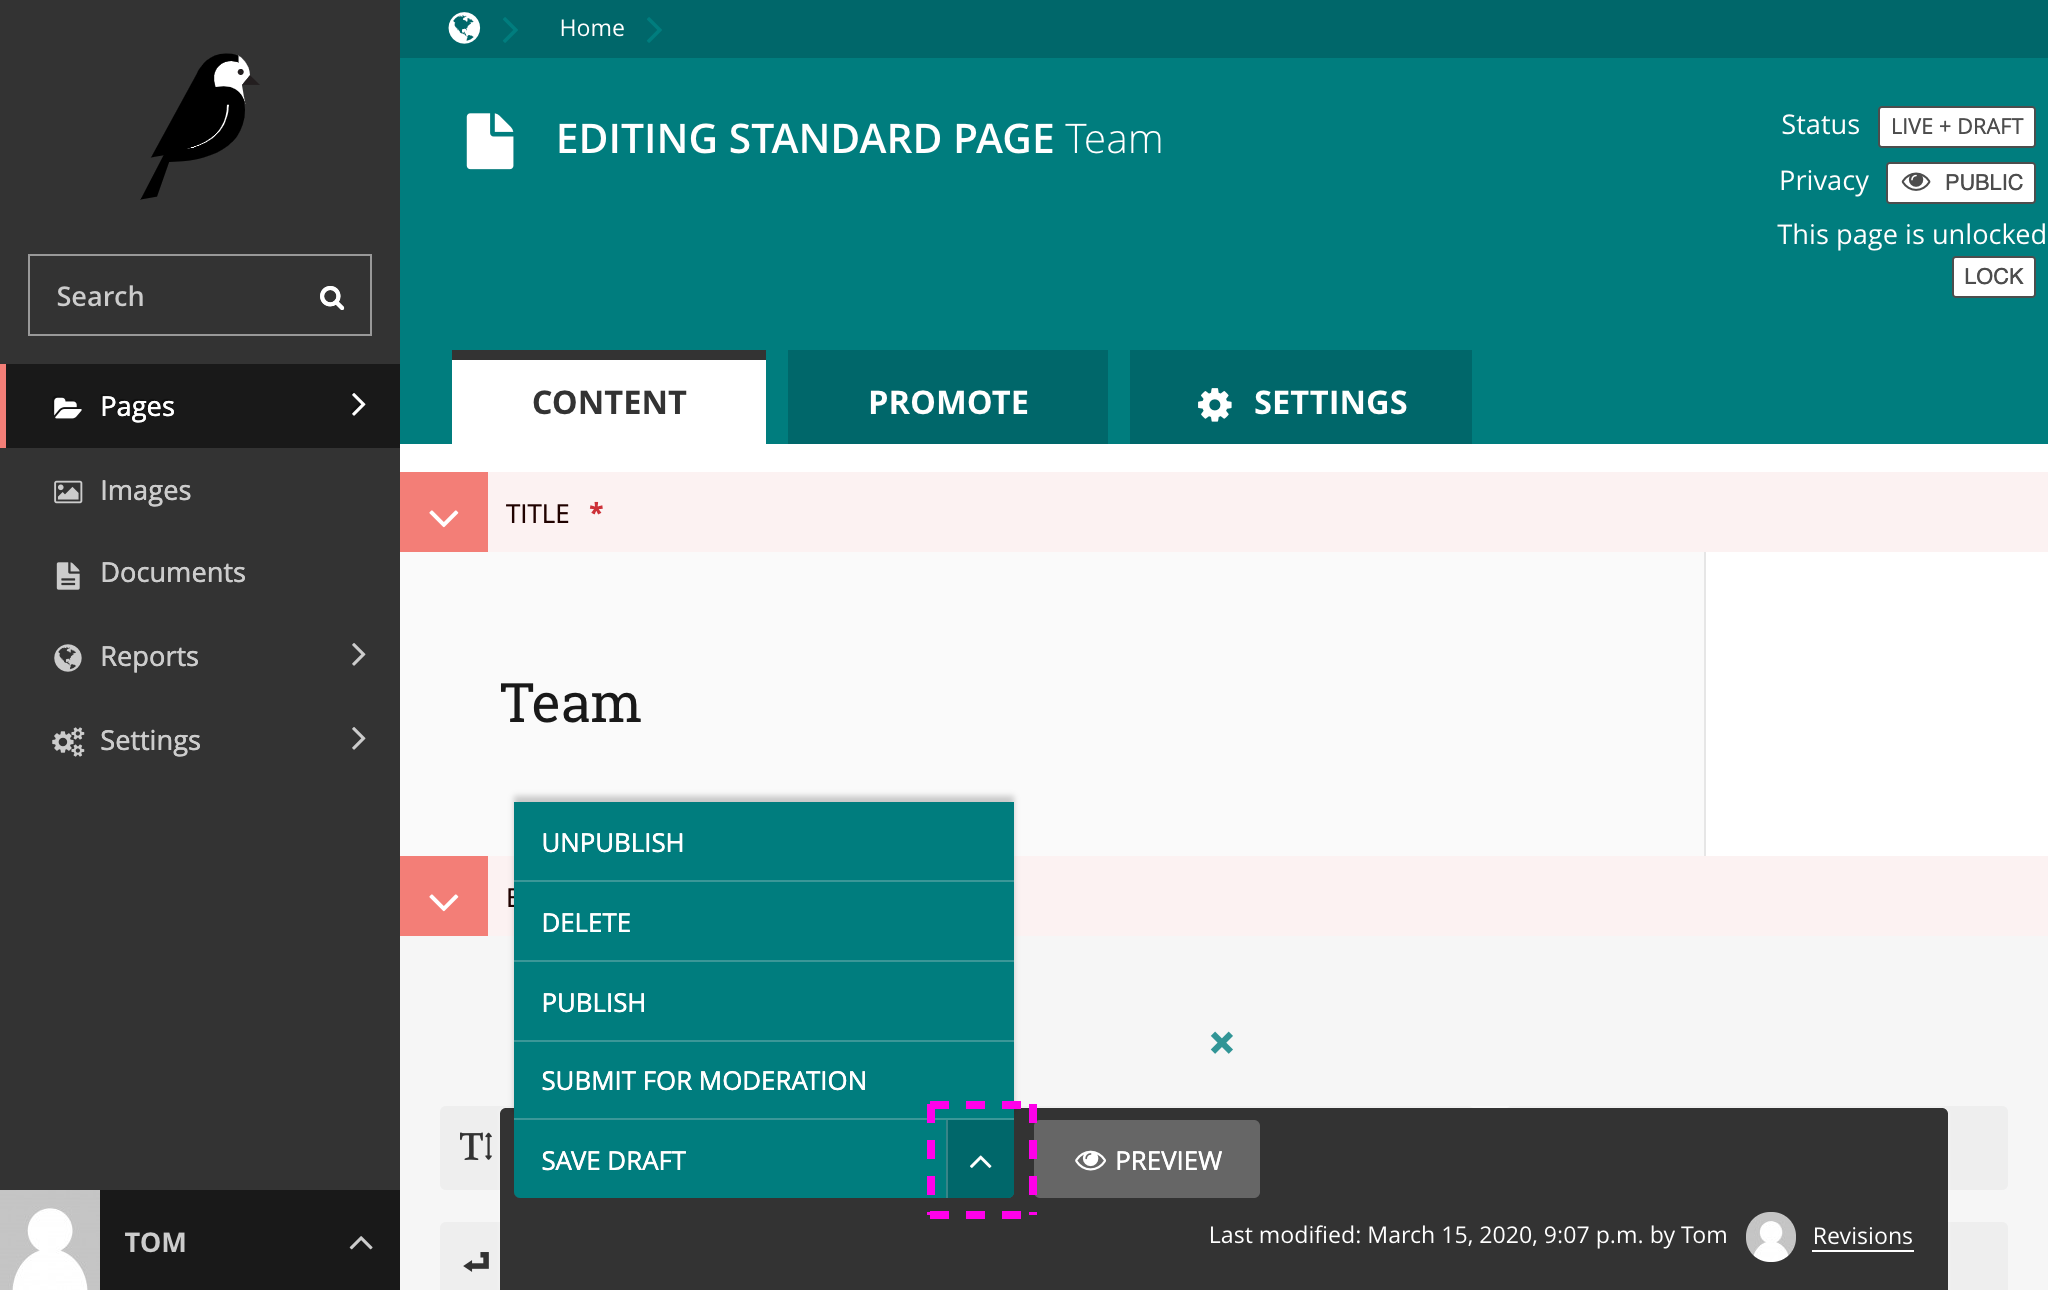 Home
EDITING STANDARD PAGE Team
Status LIVE + DRAFT
Privacy PUBLIC
This page is unlocked
LOCK
Search
Pages
Images
Documents
Reports
Settings
TOM
CONTENT
PROMOTE
SETTINGS
TITLE *
Team
UNPUBLISH
DELETE
PUBLISH
SUBMIT FOR MODERATION
SAVE DRAFT
PREVIEW
Last modified: March 15, 2020, 9:07 p.m. by Tom
Revisions